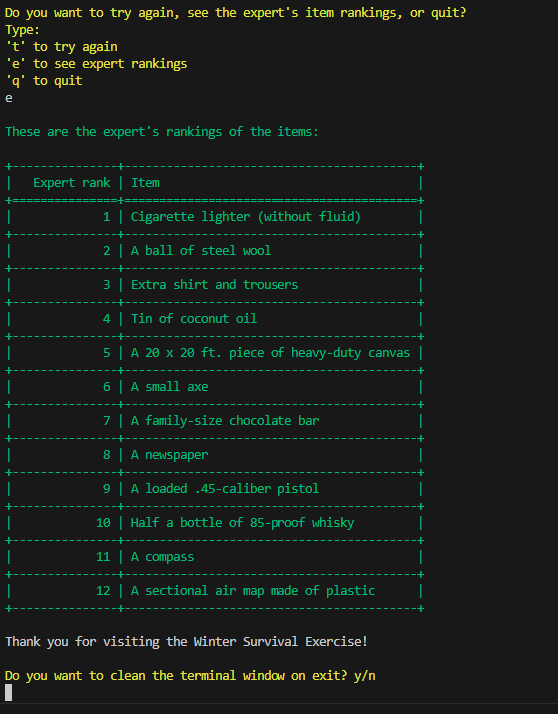 Do you want to try again, see the expert's item rankings, or quit?
Type:
't' to try again
'e' to see expert rankings
'q' to quit
e
These are the expert's rankings of the items:
+---------------+------------------------------------------+
|   Expert rank | Item                                     |
+===============+==========================================+
|             1 | Cigarette lighter (without fluid)        |
+---------------+------------------------------------------+
|             2 | A ball of steel wool                     |
+---------------+------------------------------------------+
|             3 | Extra shirt and trousers                 |
+---------------+------------------------------------------+
|             4 | Tin of coconut oil                       |
+---------------+------------------------------------------+
|             5 | A 20 x 20 ft. piece of heavy-duty canvas |
+---------------+------------------------------------------+
|             6 | A small axe                              |
+---------------+------------------------------------------+
|             7 | A family-size chocolate bar              |
+---------------+------------------------------------------+
|             8 | A newspaper                              |
+---------------+------------------------------------------+
|             9 | A loaded .45-caliber pistol              |
+---------------+------------------------------------------+
|            10 | Half a bottle of 85-proof whisky         |
+---------------+------------------------------------------+
|            11 | A compass                                |
+---------------+------------------------------------------+
|            12 | A sectional air map made of plastic      |
+---------------+------------------------------------------+
Thank you for visiting the Winter Survival Exercise!
Do you want to clean the terminal window on exit? y/n